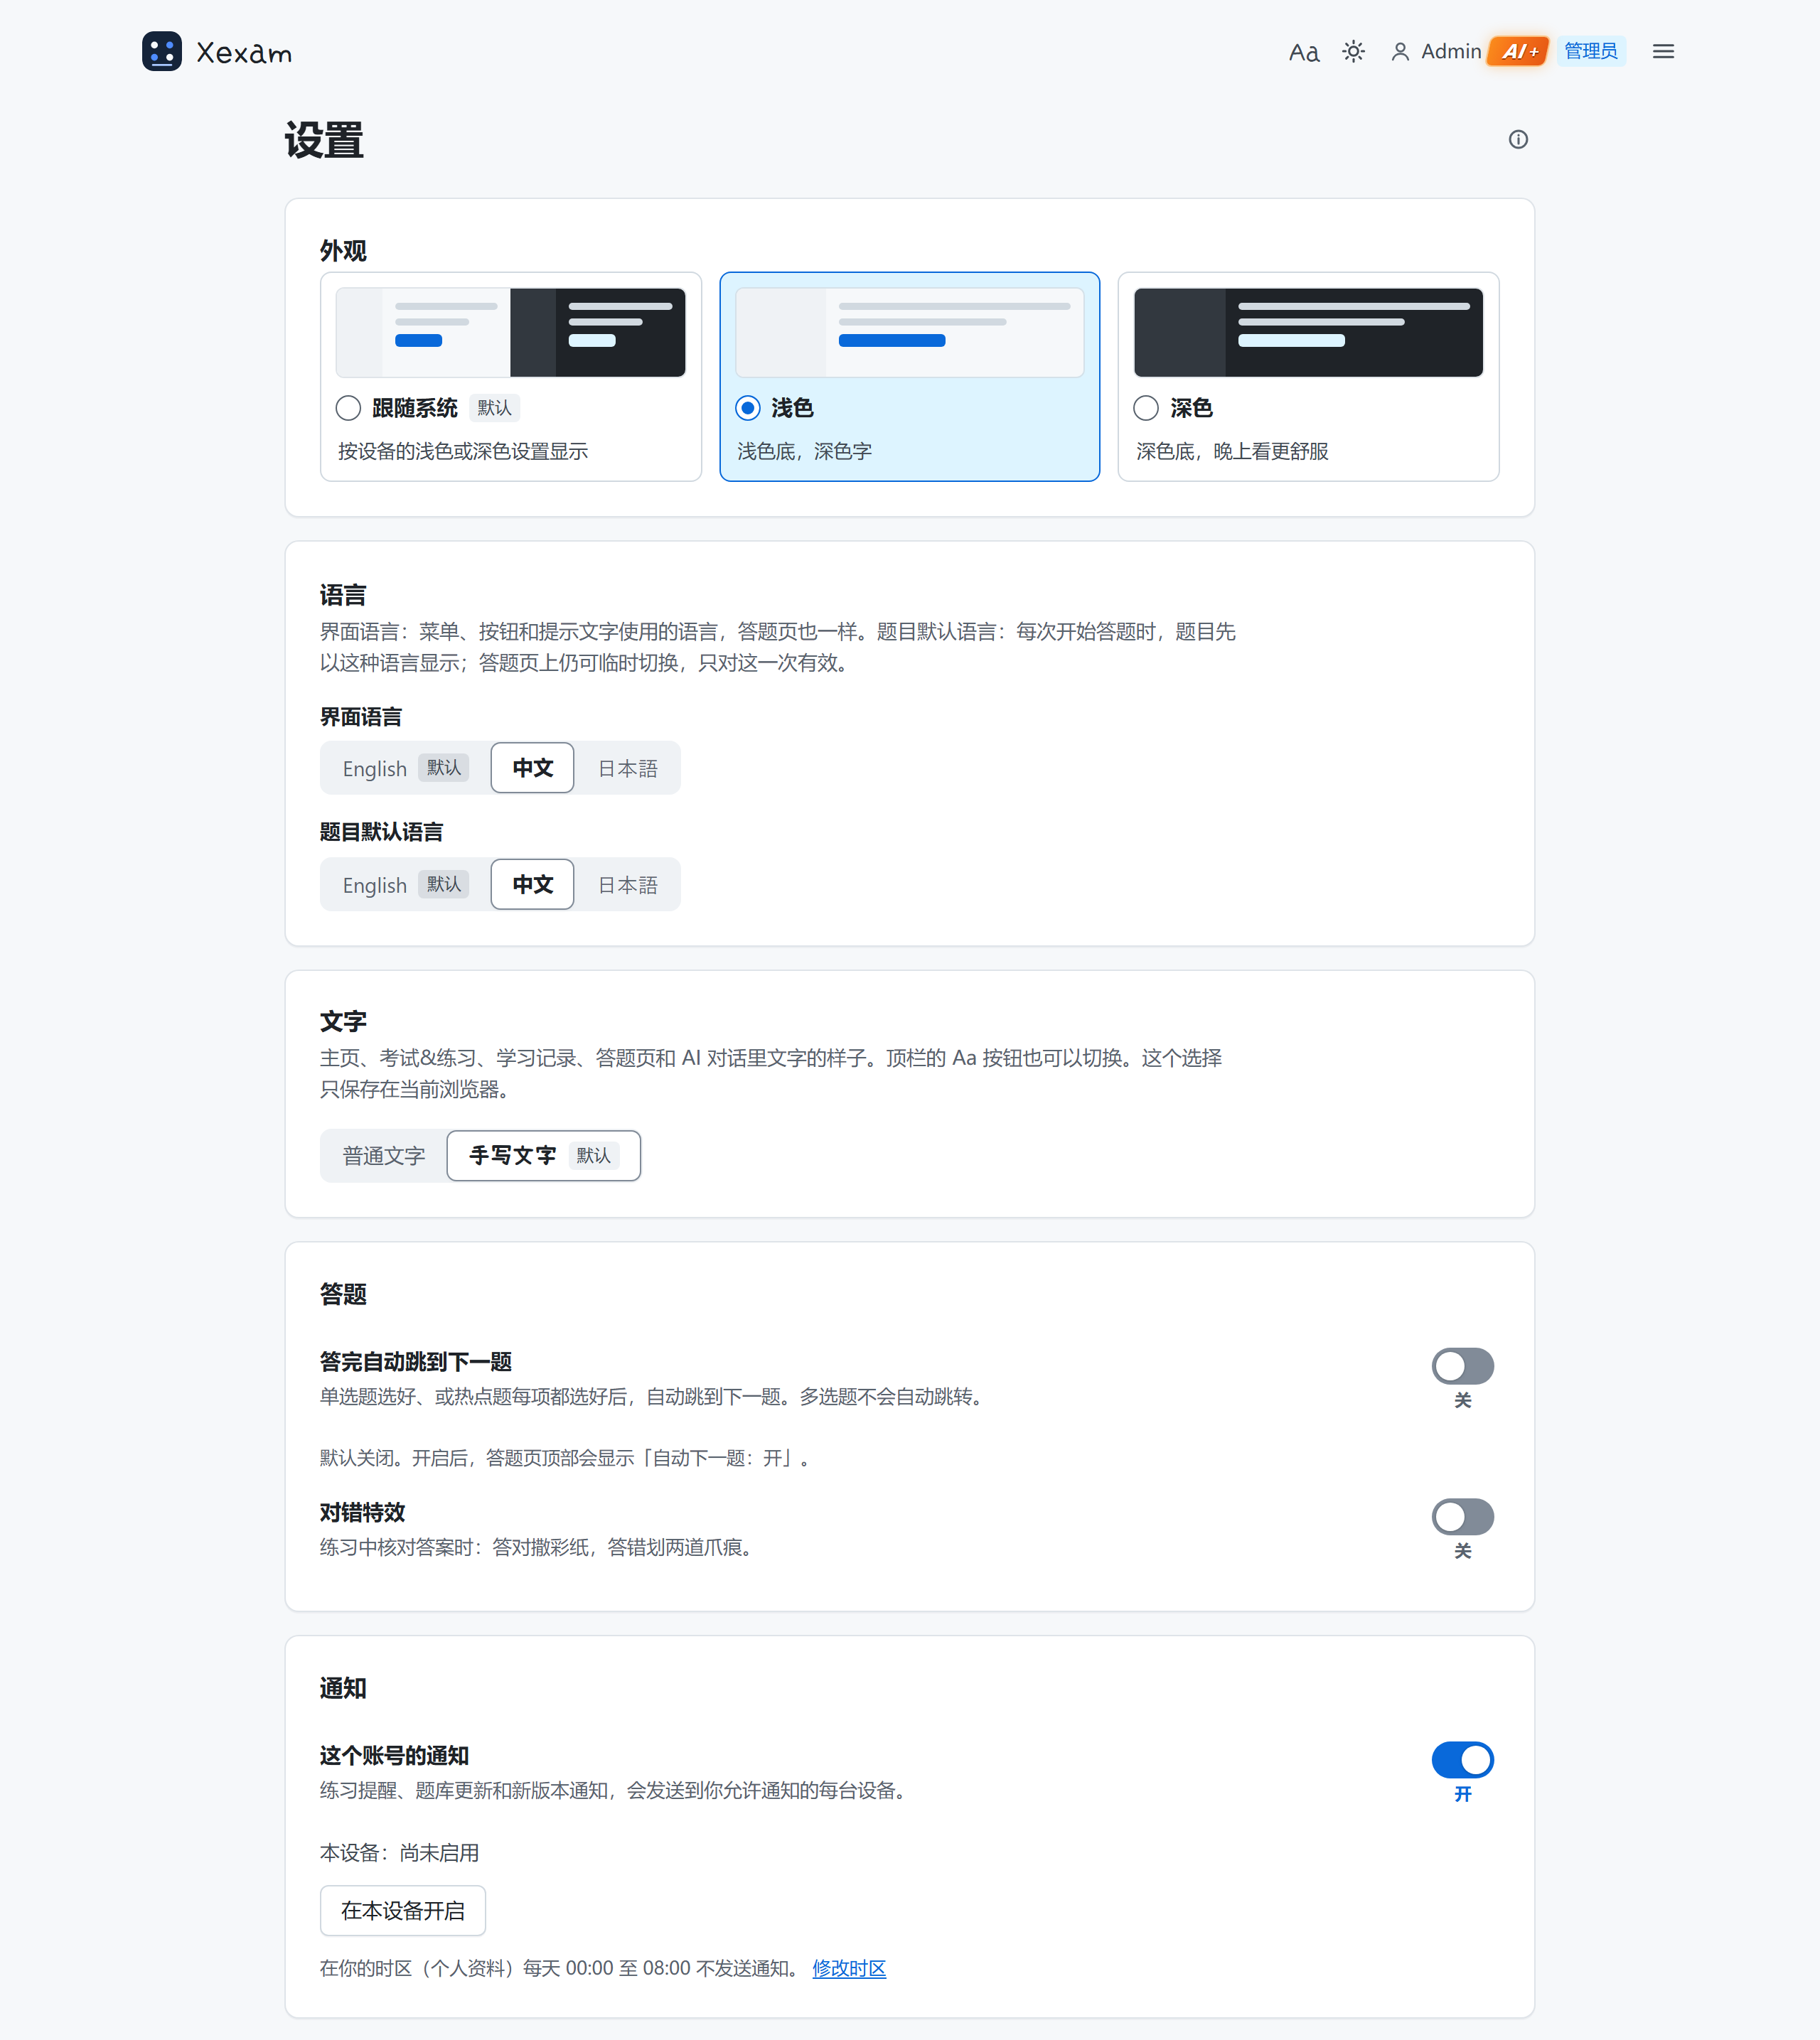 Xexam
Aa Admin AI+ 管理员
设置
外观
跟随系统 默认
按设备的浅色或深色设置显示
浅色
浅色底，深色字
深色
深色底，晚上看更舒服
语言
界面语言：菜单、按钮和提示文字使用的语言，答题页也一样。题目默认语言：每次开始答题时，题目先
以这种语言显示；答题页上仍可临时切换，只对这一次有效。
界面语言
English 默认 中文 日本語
题目默认语言
English 默认 中文 日本語
文字
主页、考试&练习、学习记录、答题页和 AI 对话里文字的样子。顶栏的 Aa 按钮也可以切换。这个选择
只保存在当前浏览器。
普通文字 手写文字 默认
答题
答完自动跳到下一题
单选题选好、或热点题每项都选好后，自动跳到下一题。多选题不会自动跳转。
关
默认关闭。开启后，答题页顶部会显示「自动下一题：开」。
对错特效
练习中核对答案时：答对撒彩纸，答错划两道爪痕。
关
通知
这个账号的通知
练习提醒、题库更新和新版本通知，会发送到你允许通知的每台设备。
开
本设备：尚未启用
在本设备开启
在你的时区（个人资料）每天 00:00 至 08:00 不发送通知。 修改时区